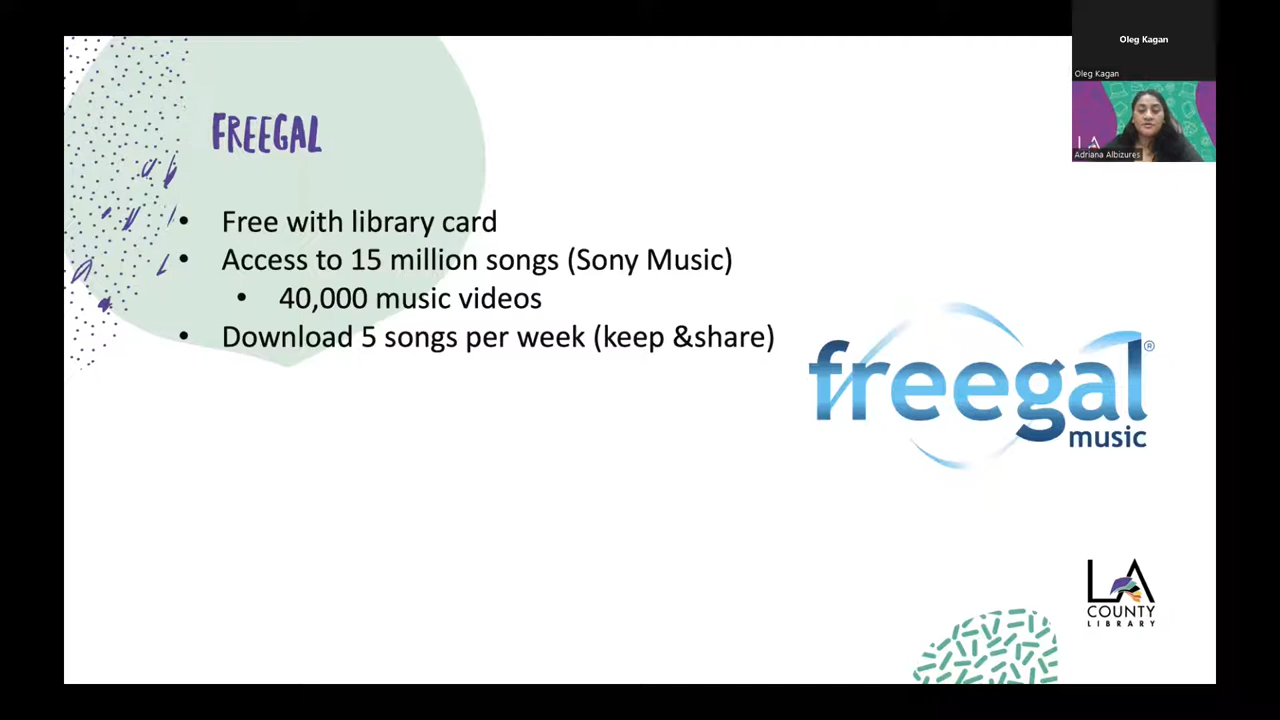 Oleg Kagan
Oleg Kagan
Adriana Albizures
LA
FREEGAL
• Free with library card
• Access to 15 million songs (Sony Music)
• 40,000 music videos
• Download 5 songs per week (keep &share)
freegal®
music
LA
COUNTY
LIBRARY